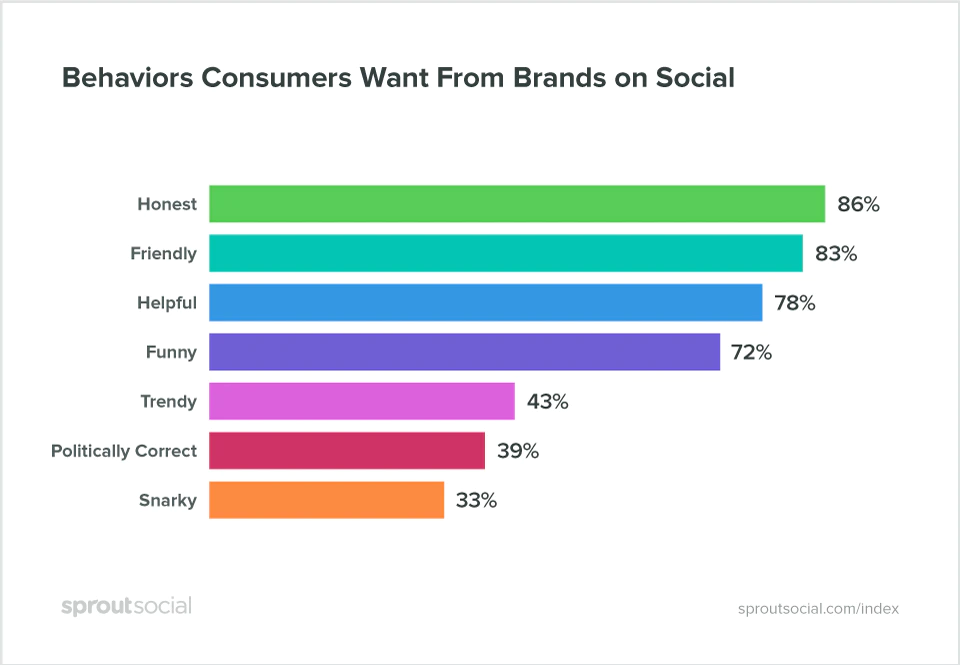 Behaviors Consumers Want From Brands on Social
Honest 86%
Friendly 83%
Helpful 78%
Funny 72%
Trendy 43%
Politically Correct 39%
Snarky 33%
sproutsocial sproutsocial.com/index